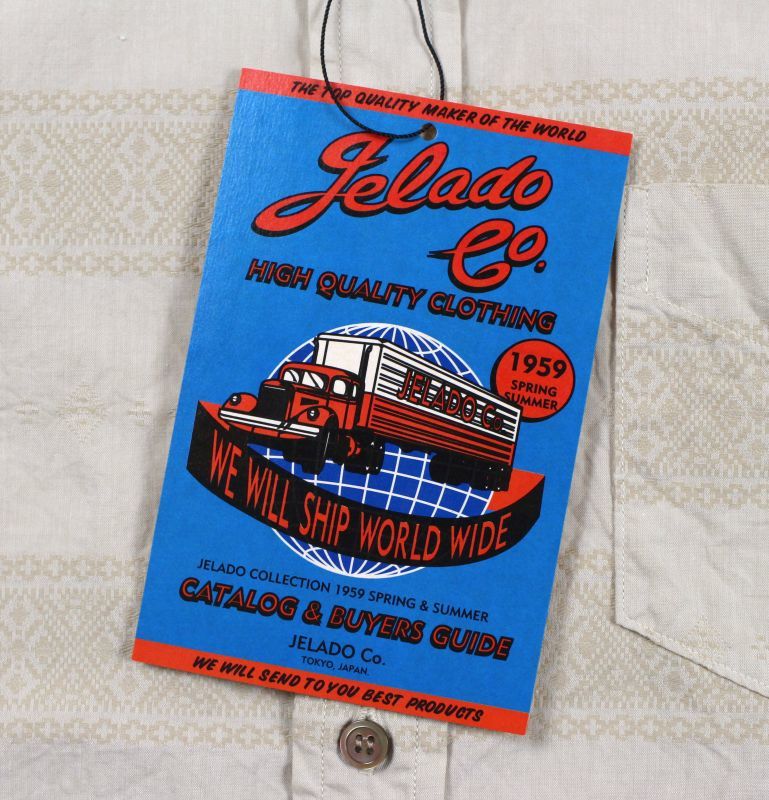 THE TOP QUALITY MAKER OF THE WORLD
Jelado
Co.
HIGH QUALITY CLOTHING
1959
SPRING
SUMMER
JELADO Co
WE WILL SHIP WORLD WIDE
JELADO COLLECTION 1959 SPRING & SUMMER
CATALOG & BUYERS GUIDE
JELADO Co.
TOKYO, JAPAN.
WE WILL SEND TO YOU BEST PRODUCTS